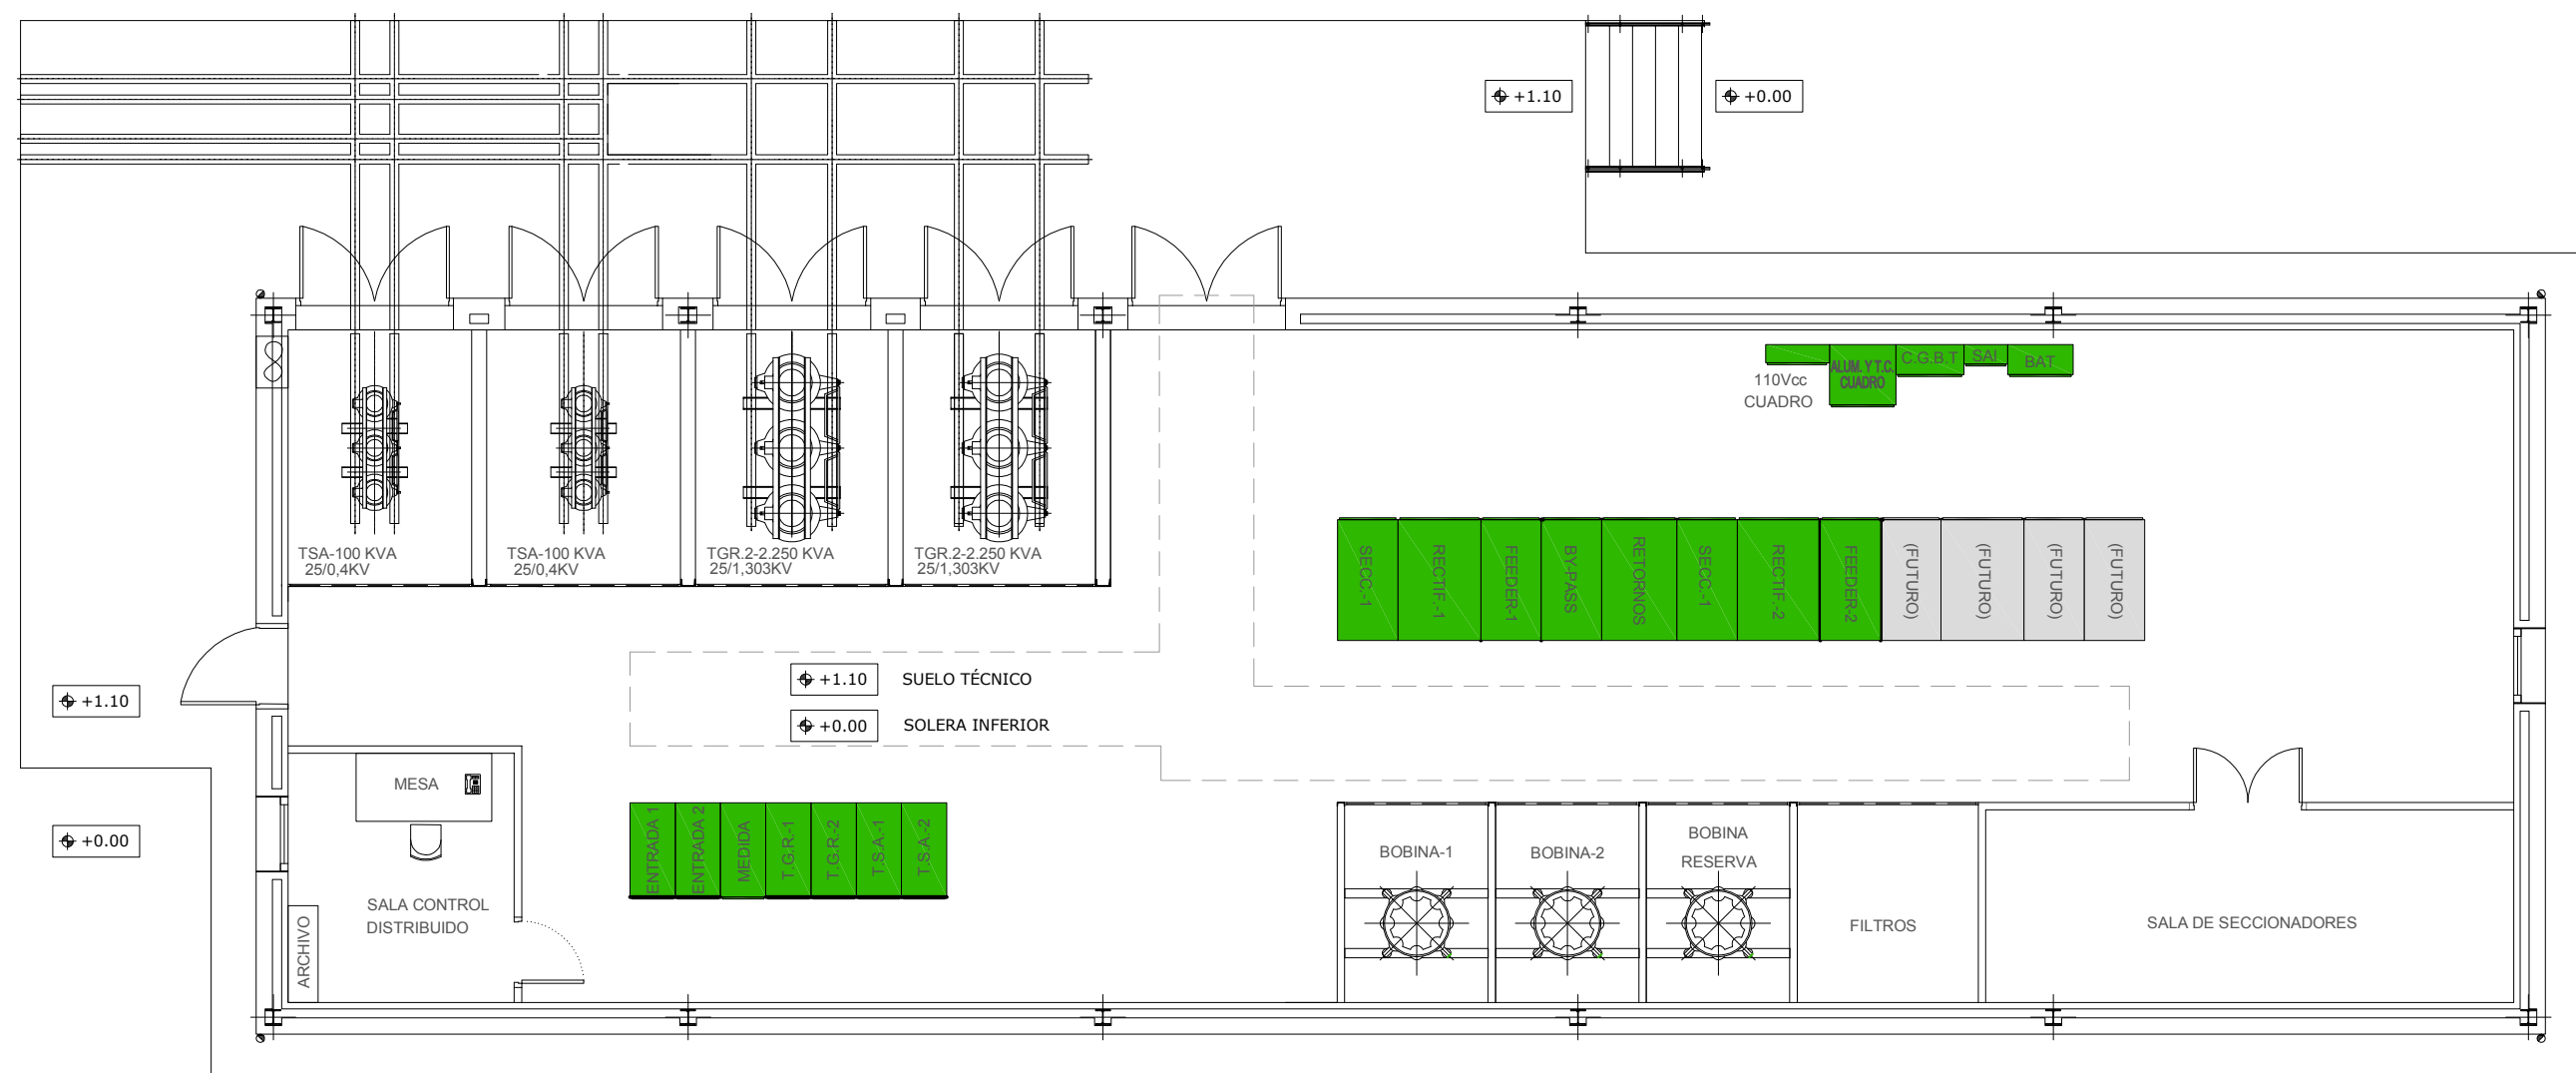 +1.10
+0.00
110Vcc
CUADRO
ALUM. Y T.C.
CUADRO
C.G.B.T
SAI
BAT
TSA-100 KVA
25/0,4KV
TSA-100 KVA
25/0,4KV
TGR.2-2.250 KVA
25/1,303KV
TGR.2-2.250 KVA
25/1,303KV
SECC.-1
RECTIF.-1
FEEDER-1
BY-PASS
RETORNOS
SECC.-1
RECTIF.-2
FEEDER-2
(FUTURO)
(FUTURO)
(FUTURO)
(FUTURO)
+1.10
+1.10 SUELO TÉCNICO
+0.00 SOLERA INFERIOR
+0.00
MESA
SALA CONTROL
DISTRIBUIDO
ARCHIVO
ENTRADA 1
ENTRADA 2
MEDIDA
T.G.R.-1
T.G.R.-2
T.S.A.-1
T.S.A.-2
BOBINA-1
BOBINA-2
BOBINA
RESERVA
FILTROS
SALA DE SECCIONADORES